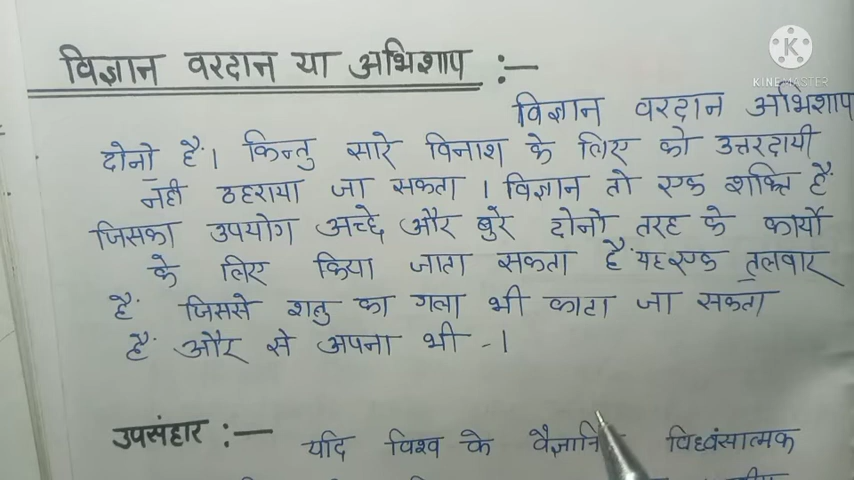 विज्ञान वरदान या अभिशाप :-
K
KINEMASTER
विज्ञान वरदान अभिशाप
दोनो है। किन्तु सारे विनाश के लिए को उत्तरदायी
नही ठहराया जा सकता। विज्ञान तो एक शक्ति है
जिसका उपयोग अच्छे और बुरे दोनो तरह के कार्यो
के लिए किया जाता सकता है यह एक तलवार
है जिससे शत्रु का गला भी काटा जा सकता
है और से अपना भी -।
उपसंहार :- यदि विश्व के विध्वंसात्मक